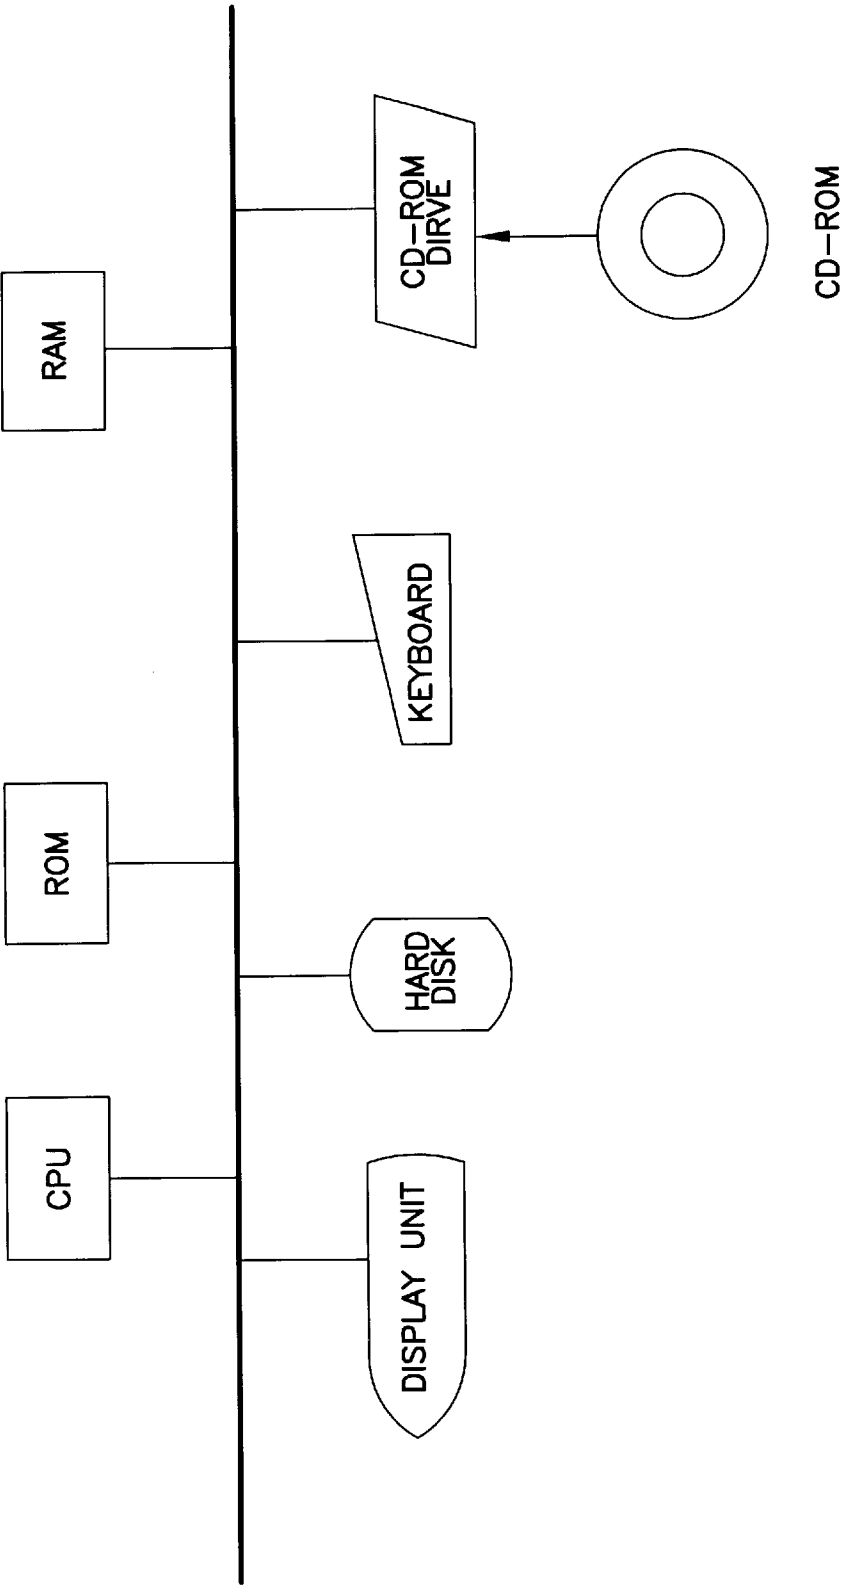 CPU
ROM
RAM
DISPLAY UNIT
HARD
DISK
KEYBOARD
CD-ROM
DIRVE
CD-ROM